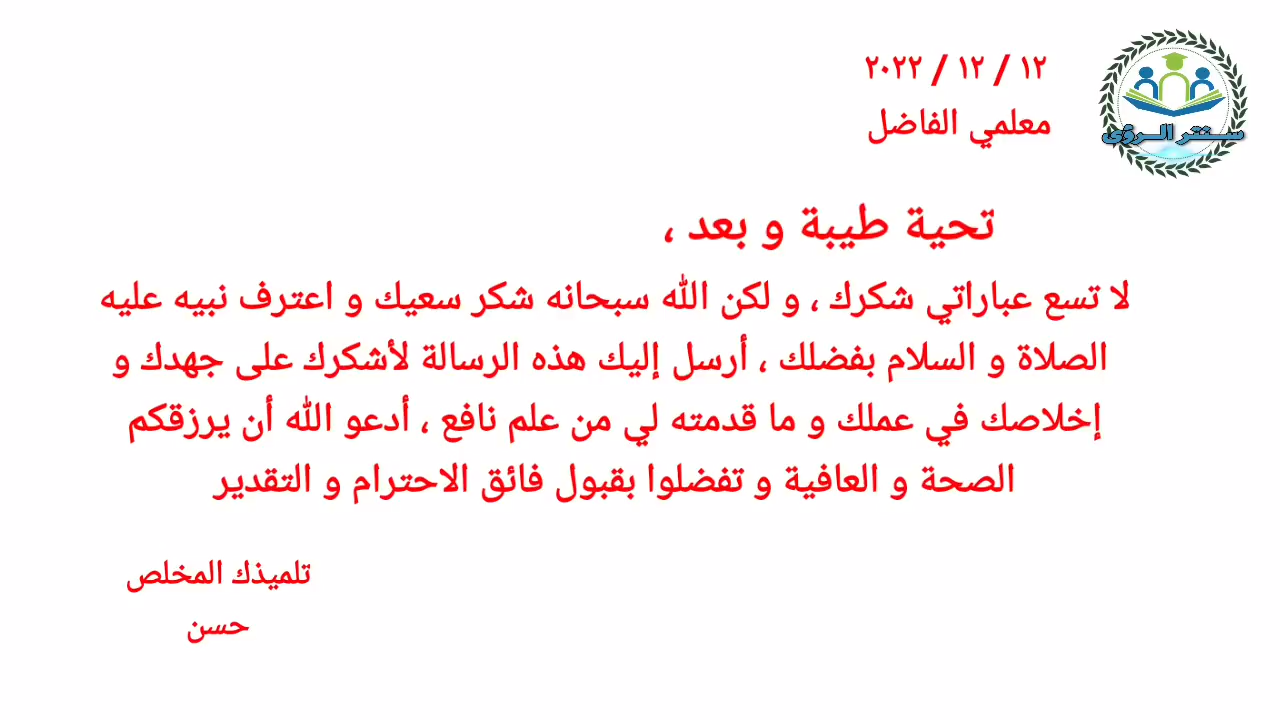 ١٢ / ١٢ / ٢٠٢٢
معلمي الفاضل
سنتر الرؤى
تحية طيبة و بعد ،
لا تسع عباراتي شكرك ، و لكن الله سبحانه شكر سعيك و اعترف نبيه عليه
الصلاة و السلام بفضلك ، أرسل إليك هذه الرسالة لأشكرك على جهدك و
إخلاصك في عملك و ما قدمته لي من علم نافع ، أدعو الله أن يرزقكم
الصحة و العافية و تفضلوا بقبول فائق الاحترام و التقدير
تلميذك المخلص
حسن